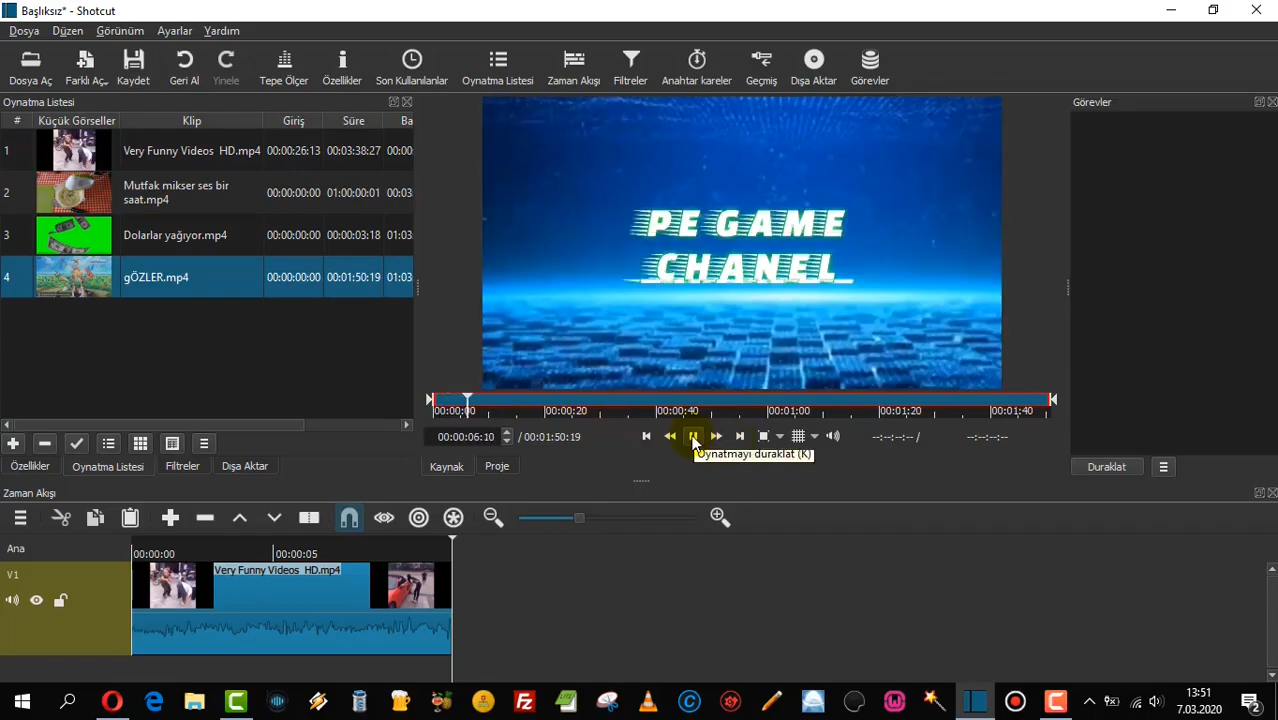 Başlıksız* - Shotcut
Dosya Düzen Görünüm Ayarlar Yardım
Dosya Aç Farklı Aç.. Kaydet Geri Al Yinele Tepe Ölçer Özellikler Son Kullanılanlar Oynatma Listesi Zaman Akışı Filtreler Anahtar kareler Geçmiş Dışa Aktar Görevler
Oynatma Listesi
# Küçük Görseller Klip Giriş Süre Ba
1 Very Funny Videos HD.mp4 00:00:26:13 00:03:38:27 00:00
2 Mutfak mikser ses bir
saat.mp4 00:00:00:00 01:00:00:01 00:03
3 Dolarlar yağıyor.mp4 00:00:00:00 00:00:03:18 01:03
4 gÖZLER.mp4 00:00:00:00 00:01:50:19 01:03
PE GAME
CHANEL
Görevler
00:00:00 00:00:20 00:00:40 00:01:00 00:01:20 00:01:40
00:00:06:10 / 00:01:50:19 --:--:--:-- / --:--:--:--
Oynatmayı duraklat (K)
Özellikler Oynatma Listesi Filtreler Dışa Aktar
Kaynak Proje
Duraklat
Zaman Akışı
Ana
00:00:00 00:00:05
V1
Very Funny Videos HD.mp4
13:51
7.03.2020
2